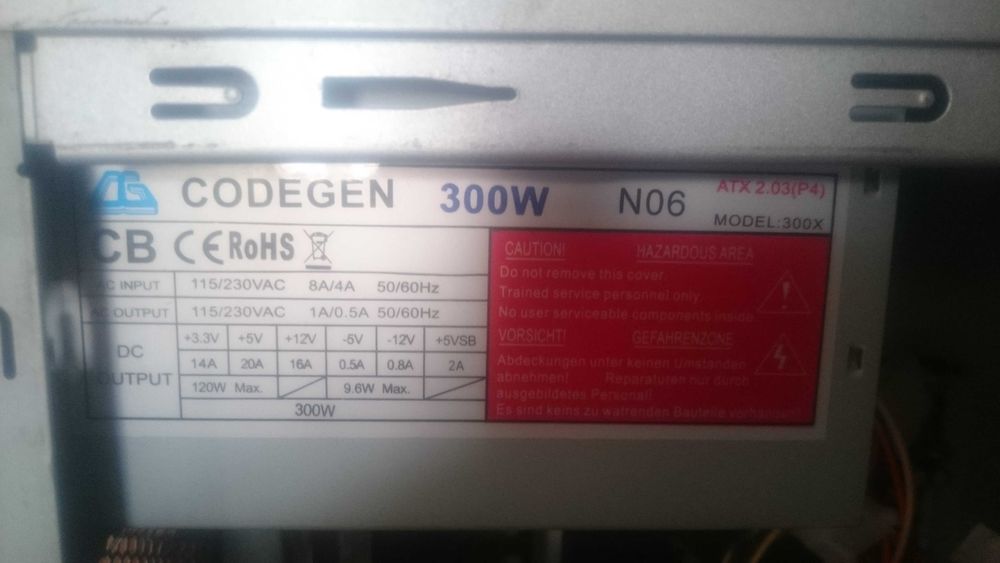 CG CODEGEN 300W N06 ATX 2.03(P4)
MODEL:300X
CB CE RoHS
AC INPUT 115/230VAC 8A/4A 50/60Hz
AC OUTPUT 115/230VAC 1A/0.5A 50/60Hz
DC OUTPUT
+3.3V +5V +12V -5V -12V +5VSB
14A 20A 16A 0.5A 0.8A 2A
120W Max. 9.6W Max.
300W
CAUTION! HAZARDOUS AREA
Do not remove this cover.
Trained service personnel only.
No user serviceable components inside.
VORSICHT! GEFAHRENZONE
Abdeckungen unter keinen Umstanden
abnehmen! Reparaturen nur durch
ausgebildetes Personal!
Es sind keins zu watrenden Bauteile vorhanden!